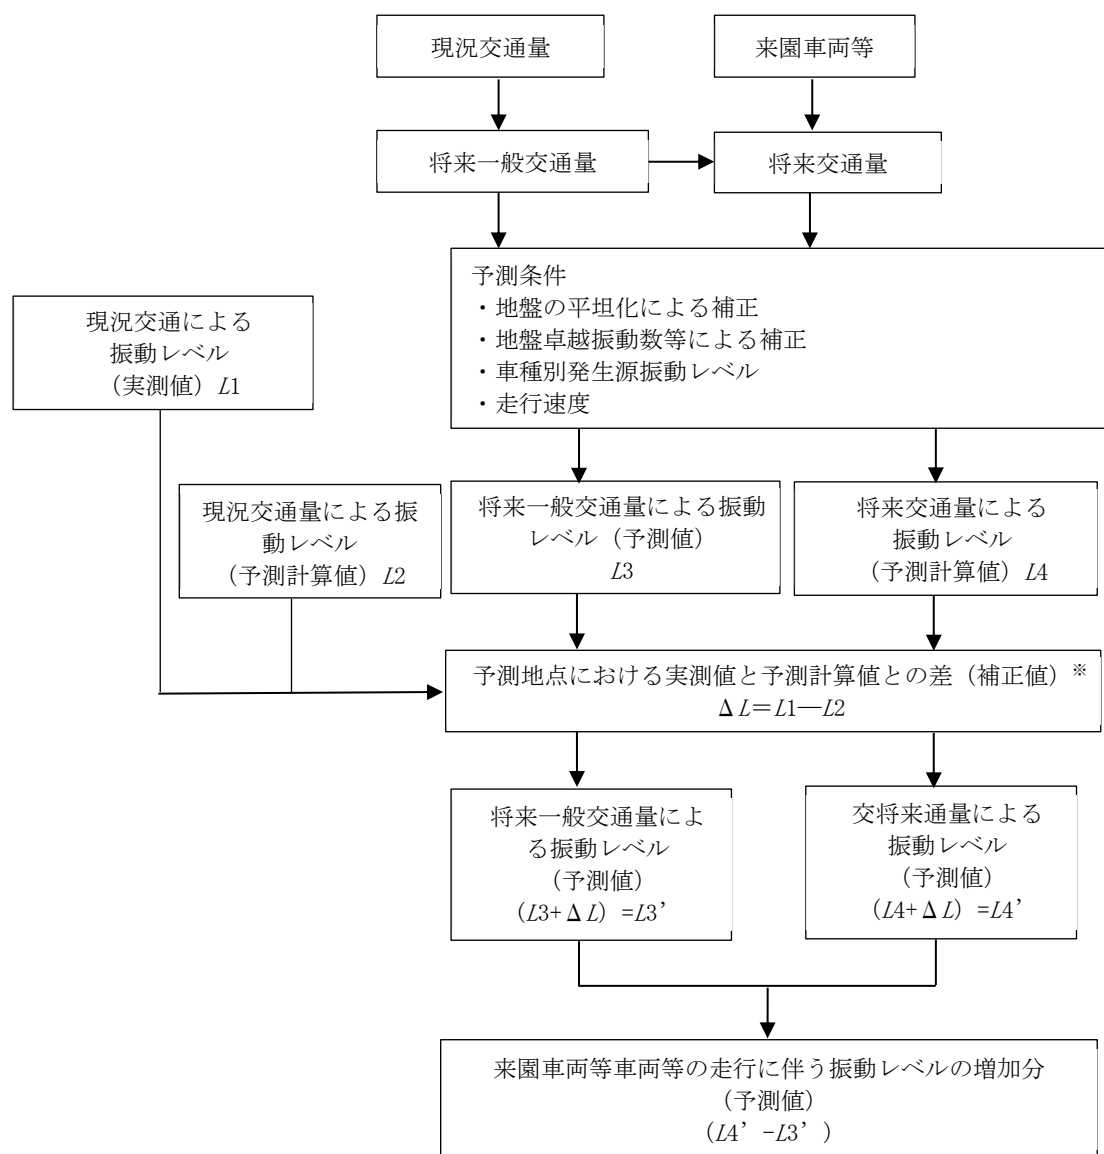 現況交通量
来園車両等
将来一般交通量
将来交通量
予測条件
・地盤の平坦化による補正
・地盤卓越振動数等による補正
・車種別発生源振動レベル
・走行速度
現況交通による
振動レベル
（実測値）L1
現況交通量による振
動レベル
（予測計算値）L2
将来一般交通量による振動
レベル（予測値）
L3
将来交通量による
振動レベル
（予測計算値）L4
予測地点における実測値と予測計算値との差（補正値）※
ΔL＝L1―L2
将来一般交通量によ
る振動レベル
（予測値）
（L3+ΔL）=L3’
交将来通量による
振動レベル
（予測値）
（L4+ΔL）=L4’
来園車両等車両等の走行に伴う振動レベルの増加分
（予測値）
（L4’-L3’）